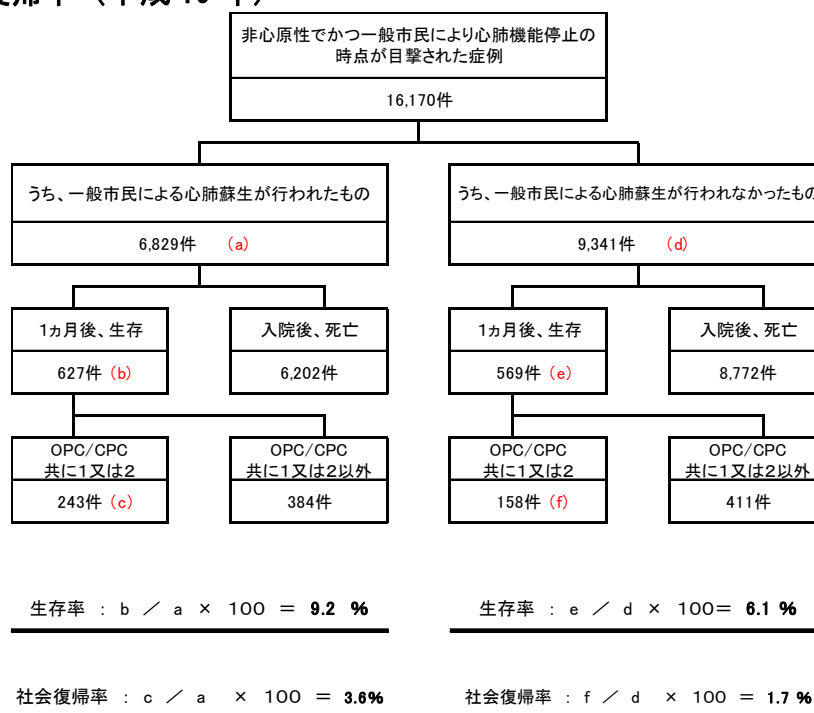 非心原性でかつ一般市民により心肺機能停止の
時点が目撃された症例
16,170件
うち、一般市民による心肺蘇生が行われたもの
6,829件 (a)
うち、一般市民による心肺蘇生が行われなかったもの
9,341件 (d)
1ヵ月後、生存
627件 (b)
入院後、死亡
6,202件
1ヵ月後、生存
569件 (e)
入院後、死亡
8,772件
OPC/CPC
共に1又は2
243件 (c)
OPC/CPC
共に1又は2以外
384件
OPC/CPC
共に1又は2
158件 (f)
OPC/CPC
共に1又は2以外
411件
生存率 : b / a × 100 = 9.2 %
生存率 : e / d × 100= 6.1 %
社会復帰率 : c / a × 100 = 3.6%
社会復帰率 : f / d × 100 = 1.7 %